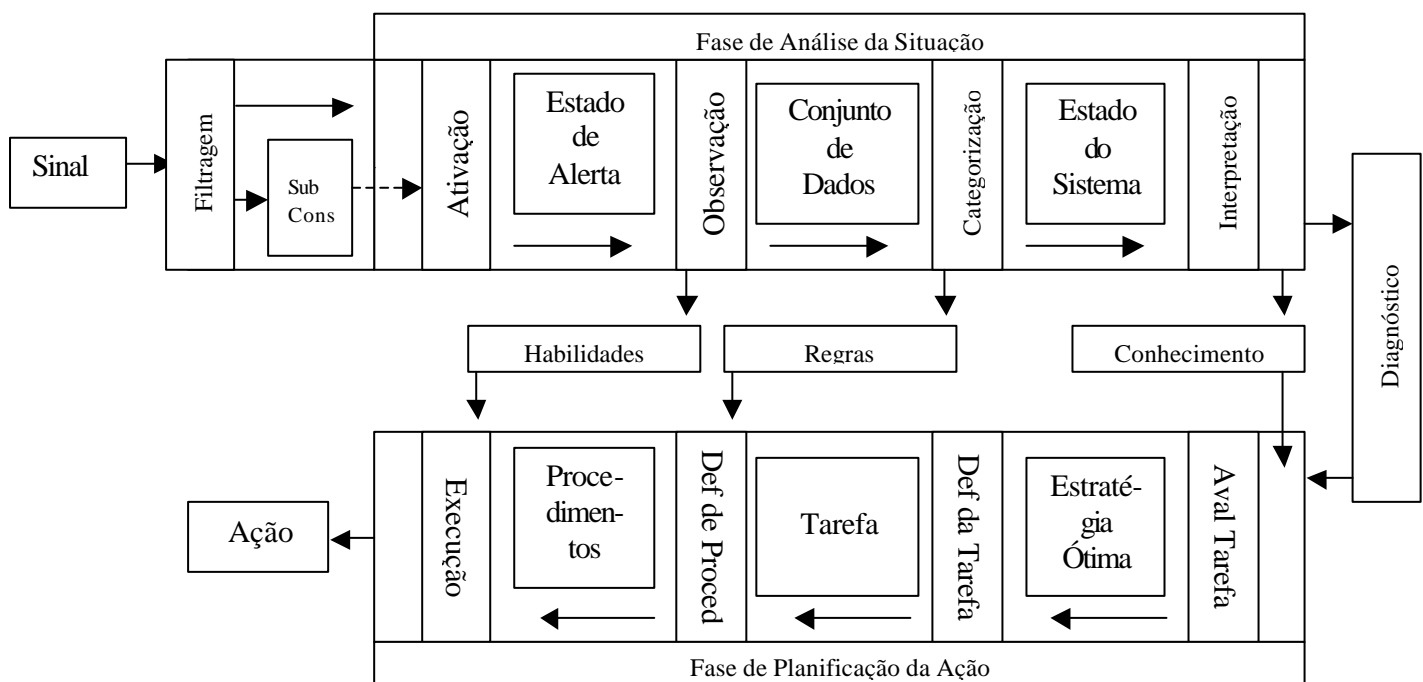 Fase de Análise da Situação
Sinal
Filtragem
Sub
Cons
Ativação
Estado
de
Alerta
Observação
Conjunto
de
Dados
Categorização
Estado
do
Sistema
Interpretação
Diagnóstico
Habilidades
Regras
Conhecimento
Ação
Execução
Proce-
dimen-
tos
Def de Proced
Tarefa
Def da Tarefa
Estraté-
gia
Ótima
Aval Tarefa
Fase de Planificação da Ação